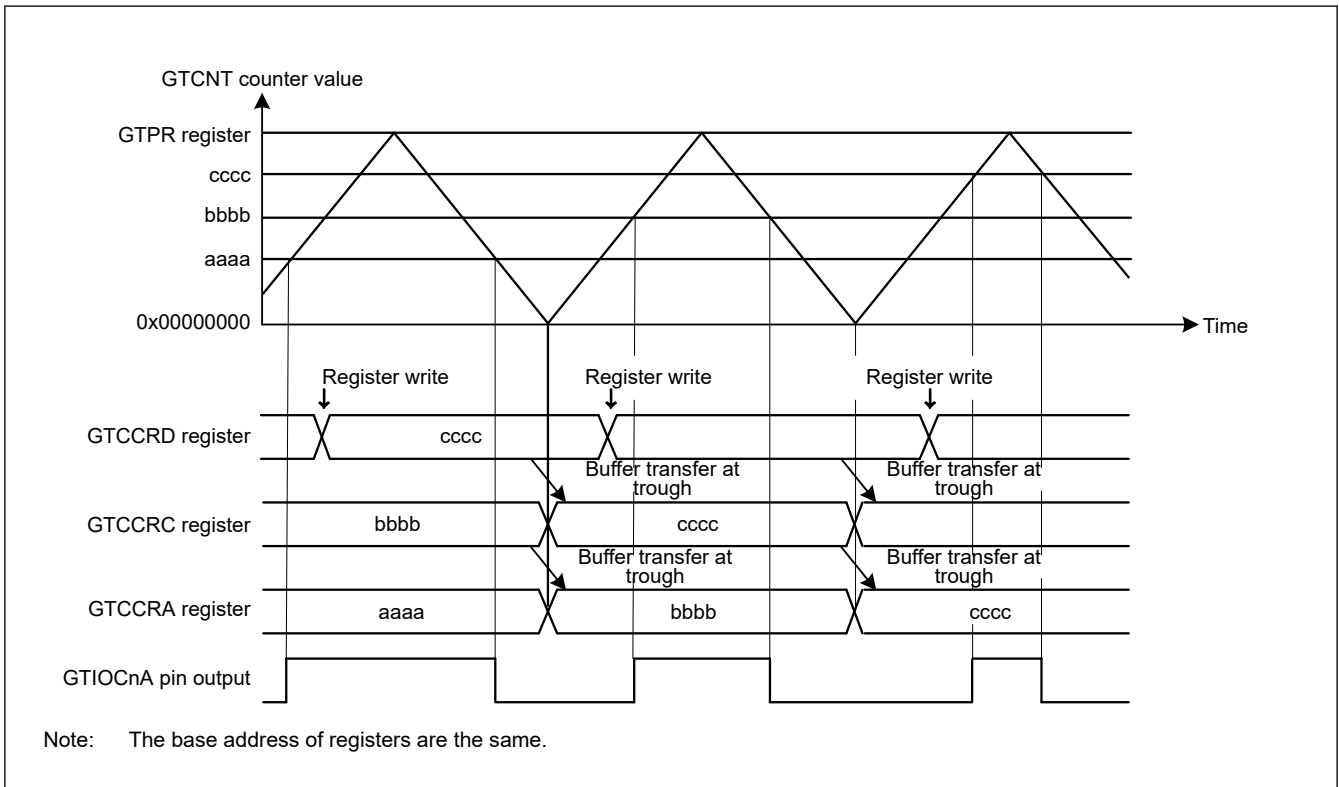 GTCNT counter value
GTPR register
cccc
bbbb
aaaa
0x00000000
Time
Register write
Register write
Register write
GTCCRD register
cccc
Buffer transfer at
trough
Buffer transfer at
trough
GTCCRC register
bbbb
cccc
Buffer transfer at
trough
Buffer transfer at
trough
GTCCRA register
aaaa
bbbb
cccc
GTIOCnA pin output
Note: The base address of registers are the same.